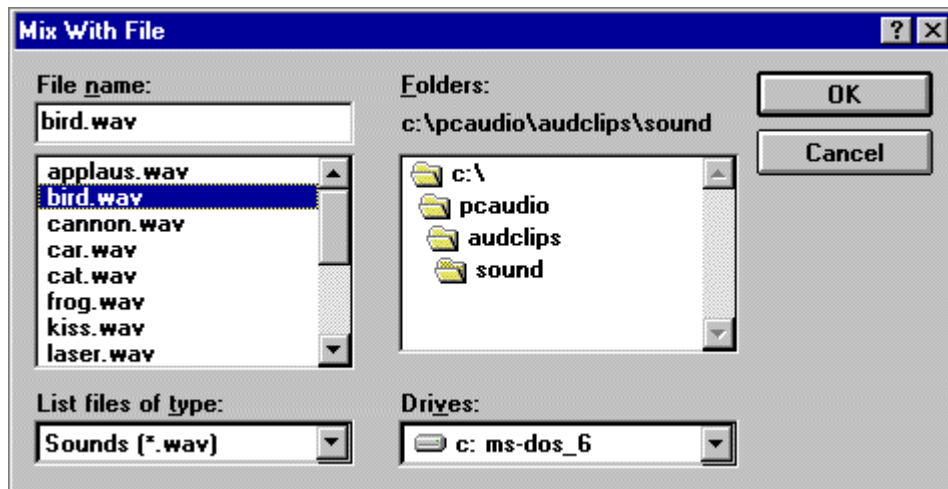 Mix With File
File name:
bird.wav
applaus.wav
bird.wav
cannon.wav
car.wav
cat.wav
frog.wav
kiss.wav
laser.wav
List files of type:
Sounds (*.wav)
Folders:
c:\pcaudio\audclips\sound
c:\
pcaudio
audclips
sound
Drives:
c: ms-dos_6
OK
Cancel